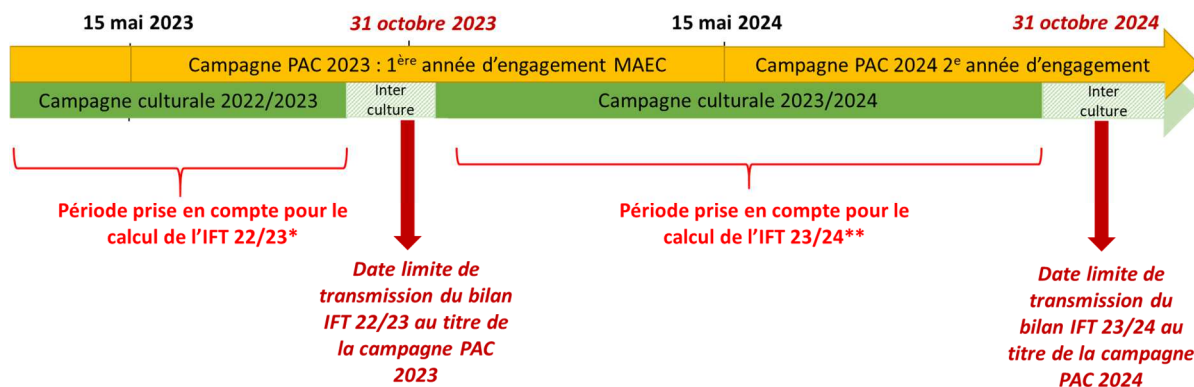 15 mai 2023
31 octobre 2023
15 mai 2024
31 octobre 2024
Campagne PAC 2023 : 1ère année d'engagement MAEC
Campagne PAC 2024 2e année d'engagement
Campagne culturale 2022/2023
Inter
culture
Campagne culturale 2023/2024
Inter
culture
Période prise en compte pour le
calcul de l'IFT 22/23*
Période prise en compte pour le
calcul de l'IFT 23/24**
Date limite de
transmission du bilan
IFT 22/23 au titre de
la campagne PAC
2023
Date limite de
transmission du
bilan IFT 23/24 au
titre de la campagne
PAC 2024